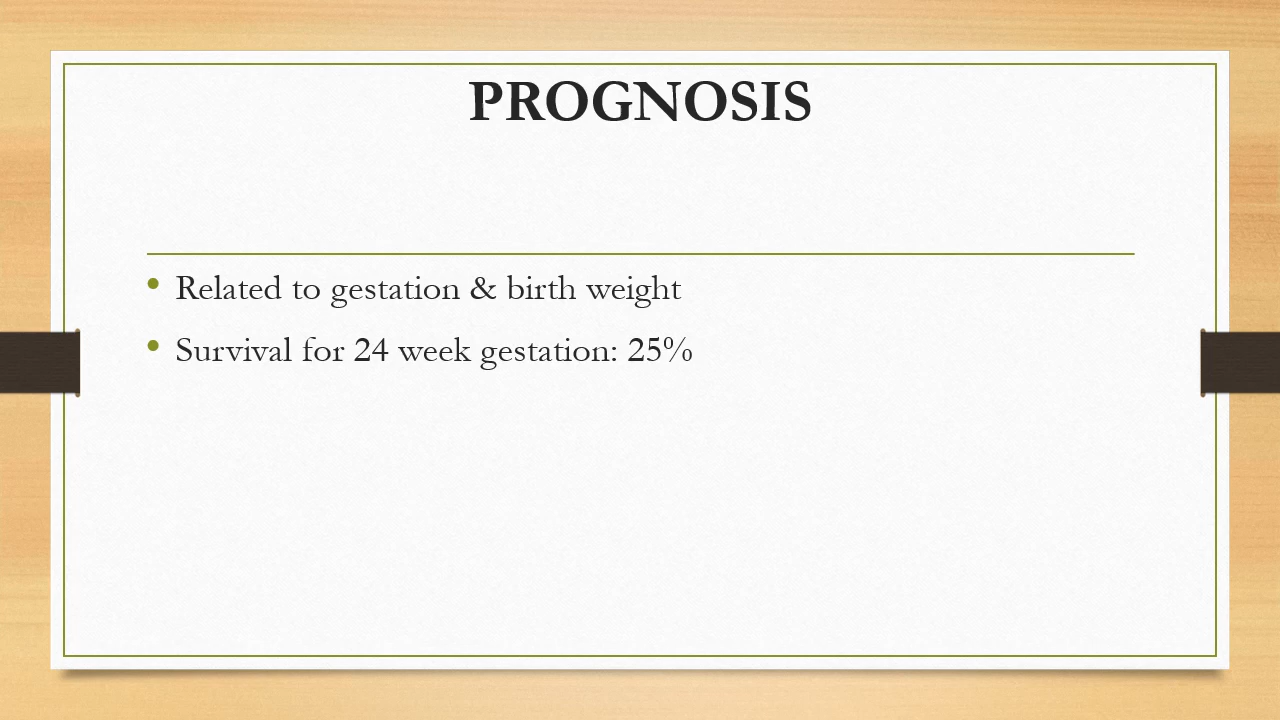 PROGNOSIS
• Related to gestation & birth weight
• Survival for 24 week gestation: 25%